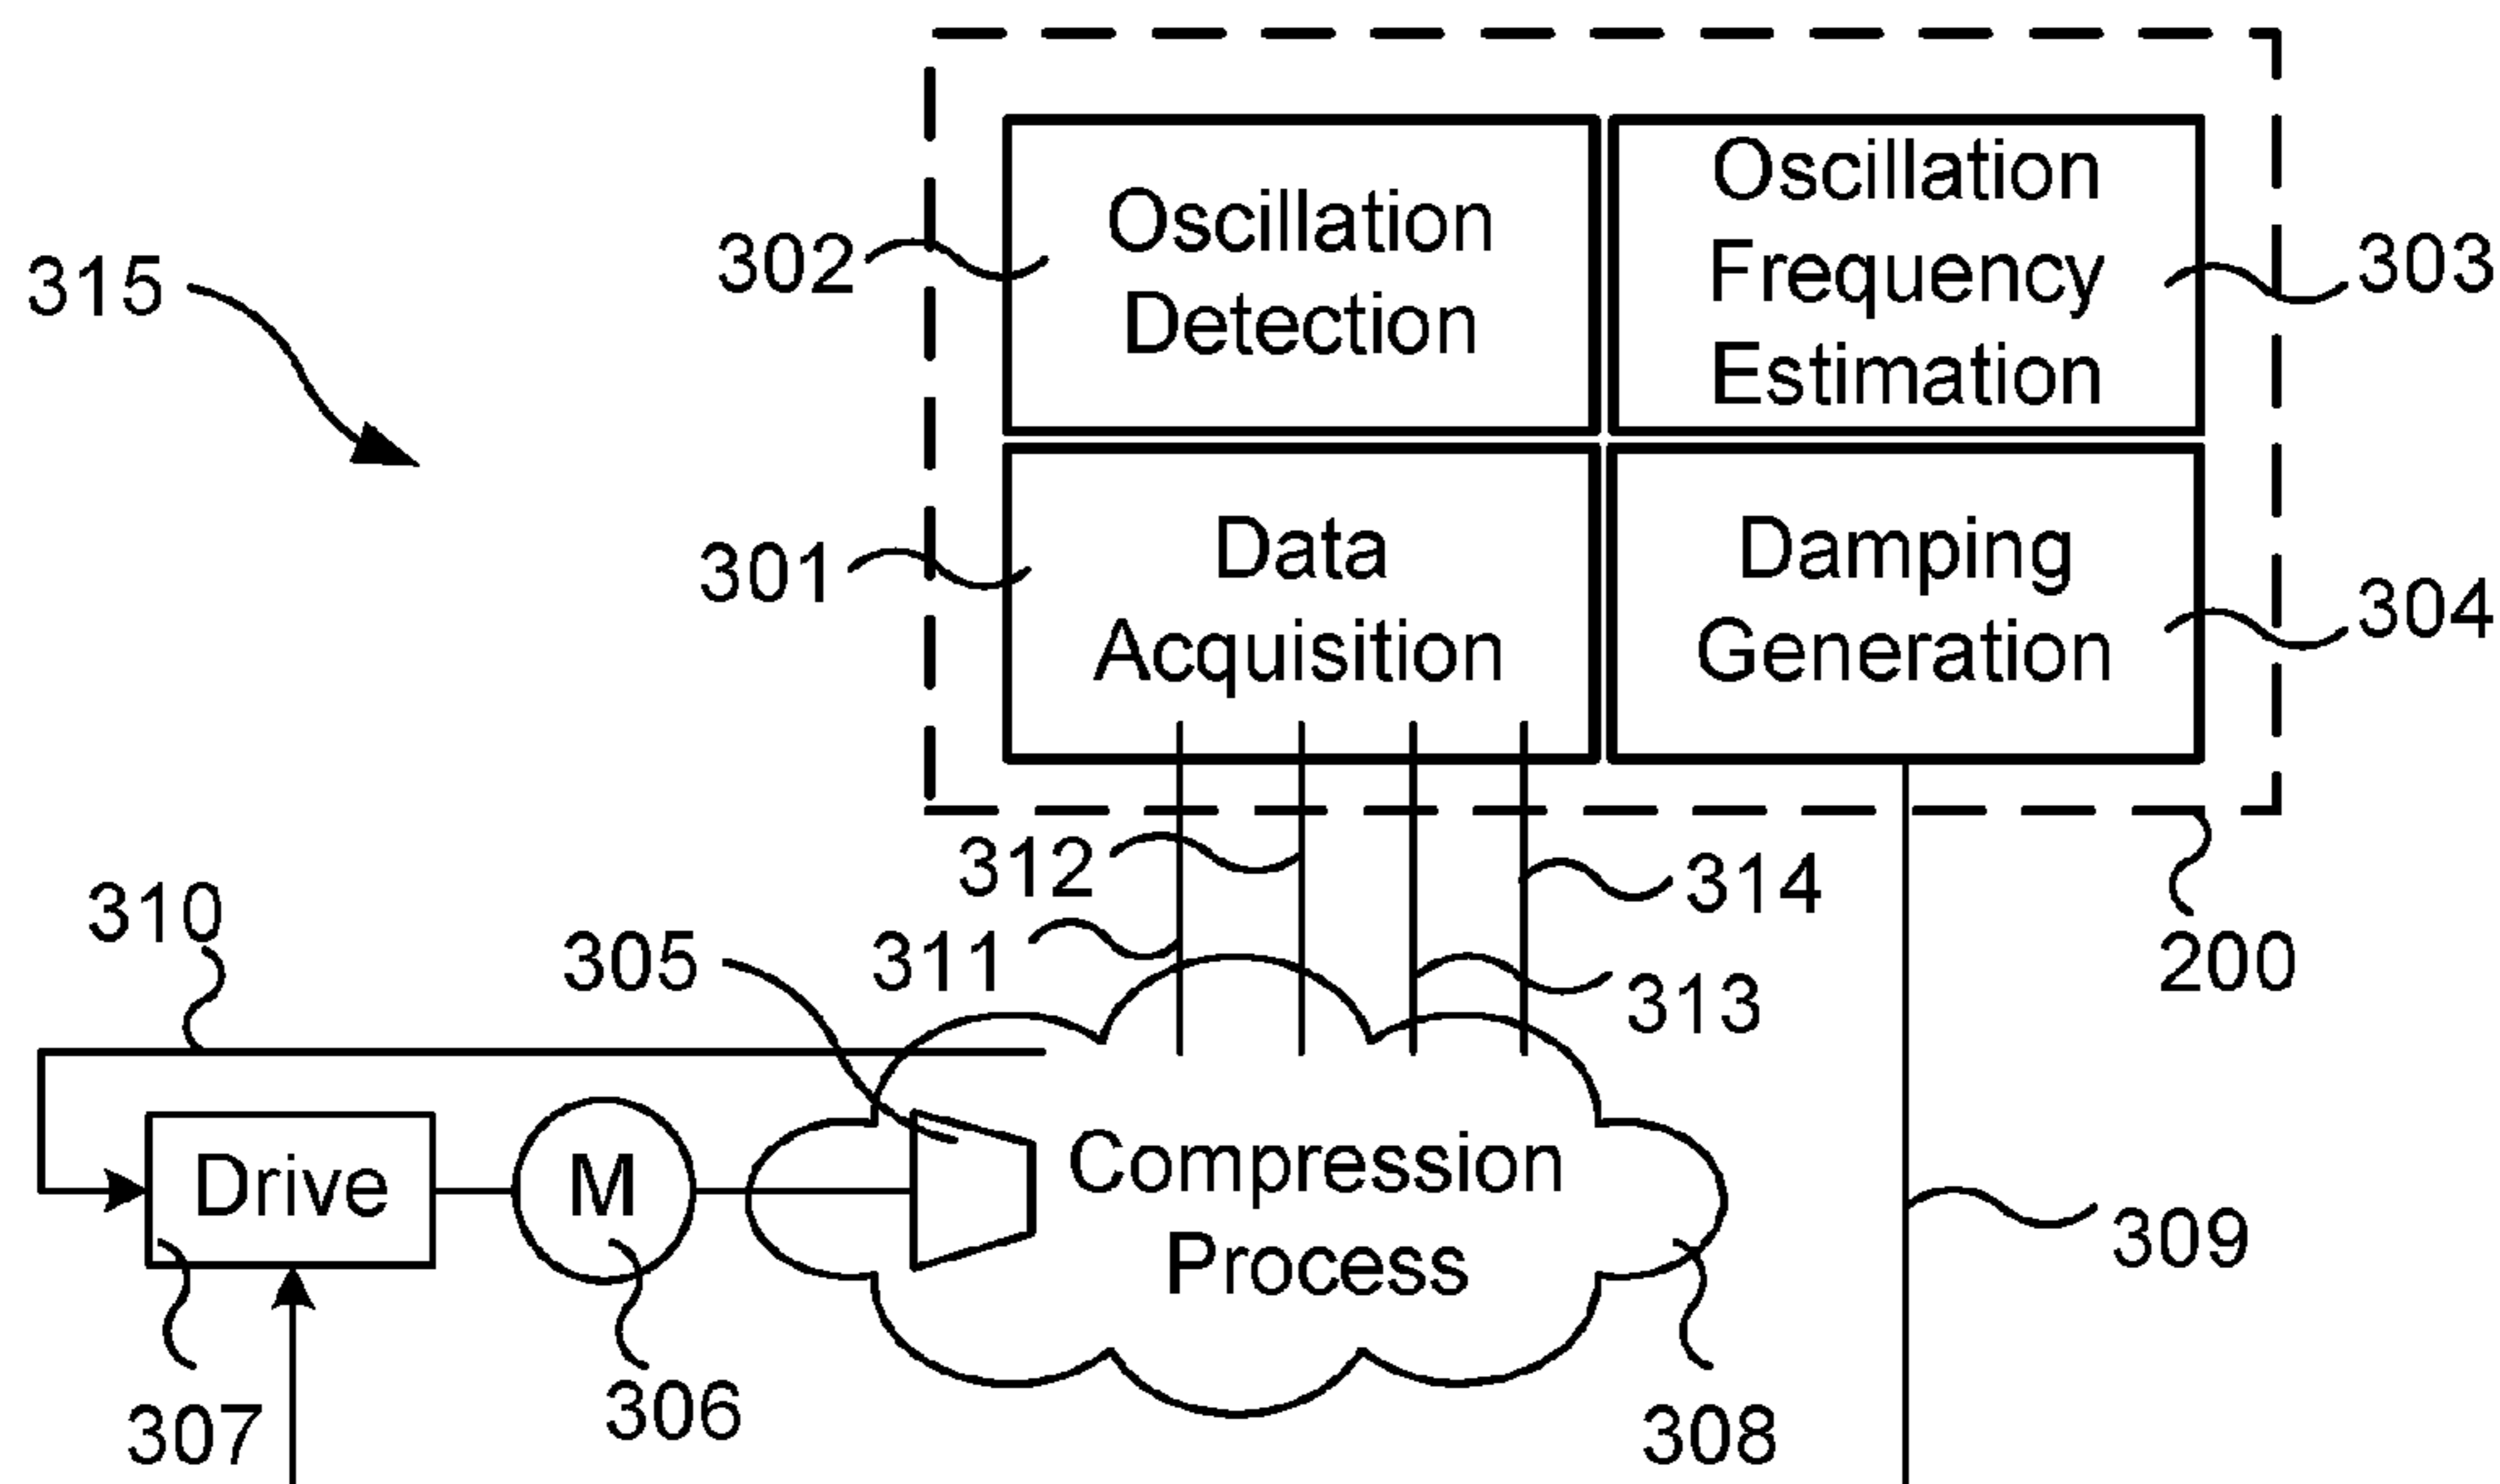 Oscillation
Detection
Oscillation
Frequency
Estimation
302
303
315
Data
Acquisition
Damping
Generation
301
304
312
314
310
305
311
313
200
Drive
M
Compression
Process
309
307
306
308